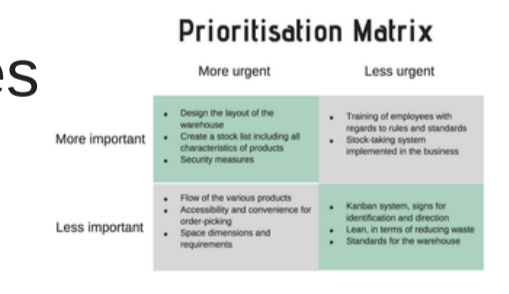 es
Prioritisation Matrix
More urgent
Less urgent
More important
Design the layout of the
warehouse
Create a stock list including all
characteristics of products
Security measures
Training of employees with
regards to rules and standards
Stock-taking system
implemented in the business
Less important
Flow of the various products
Accessibility and convenience for
order-picking
Space dimensions and
requirements
Kanban system, signs for
identification and direction
Lean, in terms of reducing waste
Standards for the warehouse